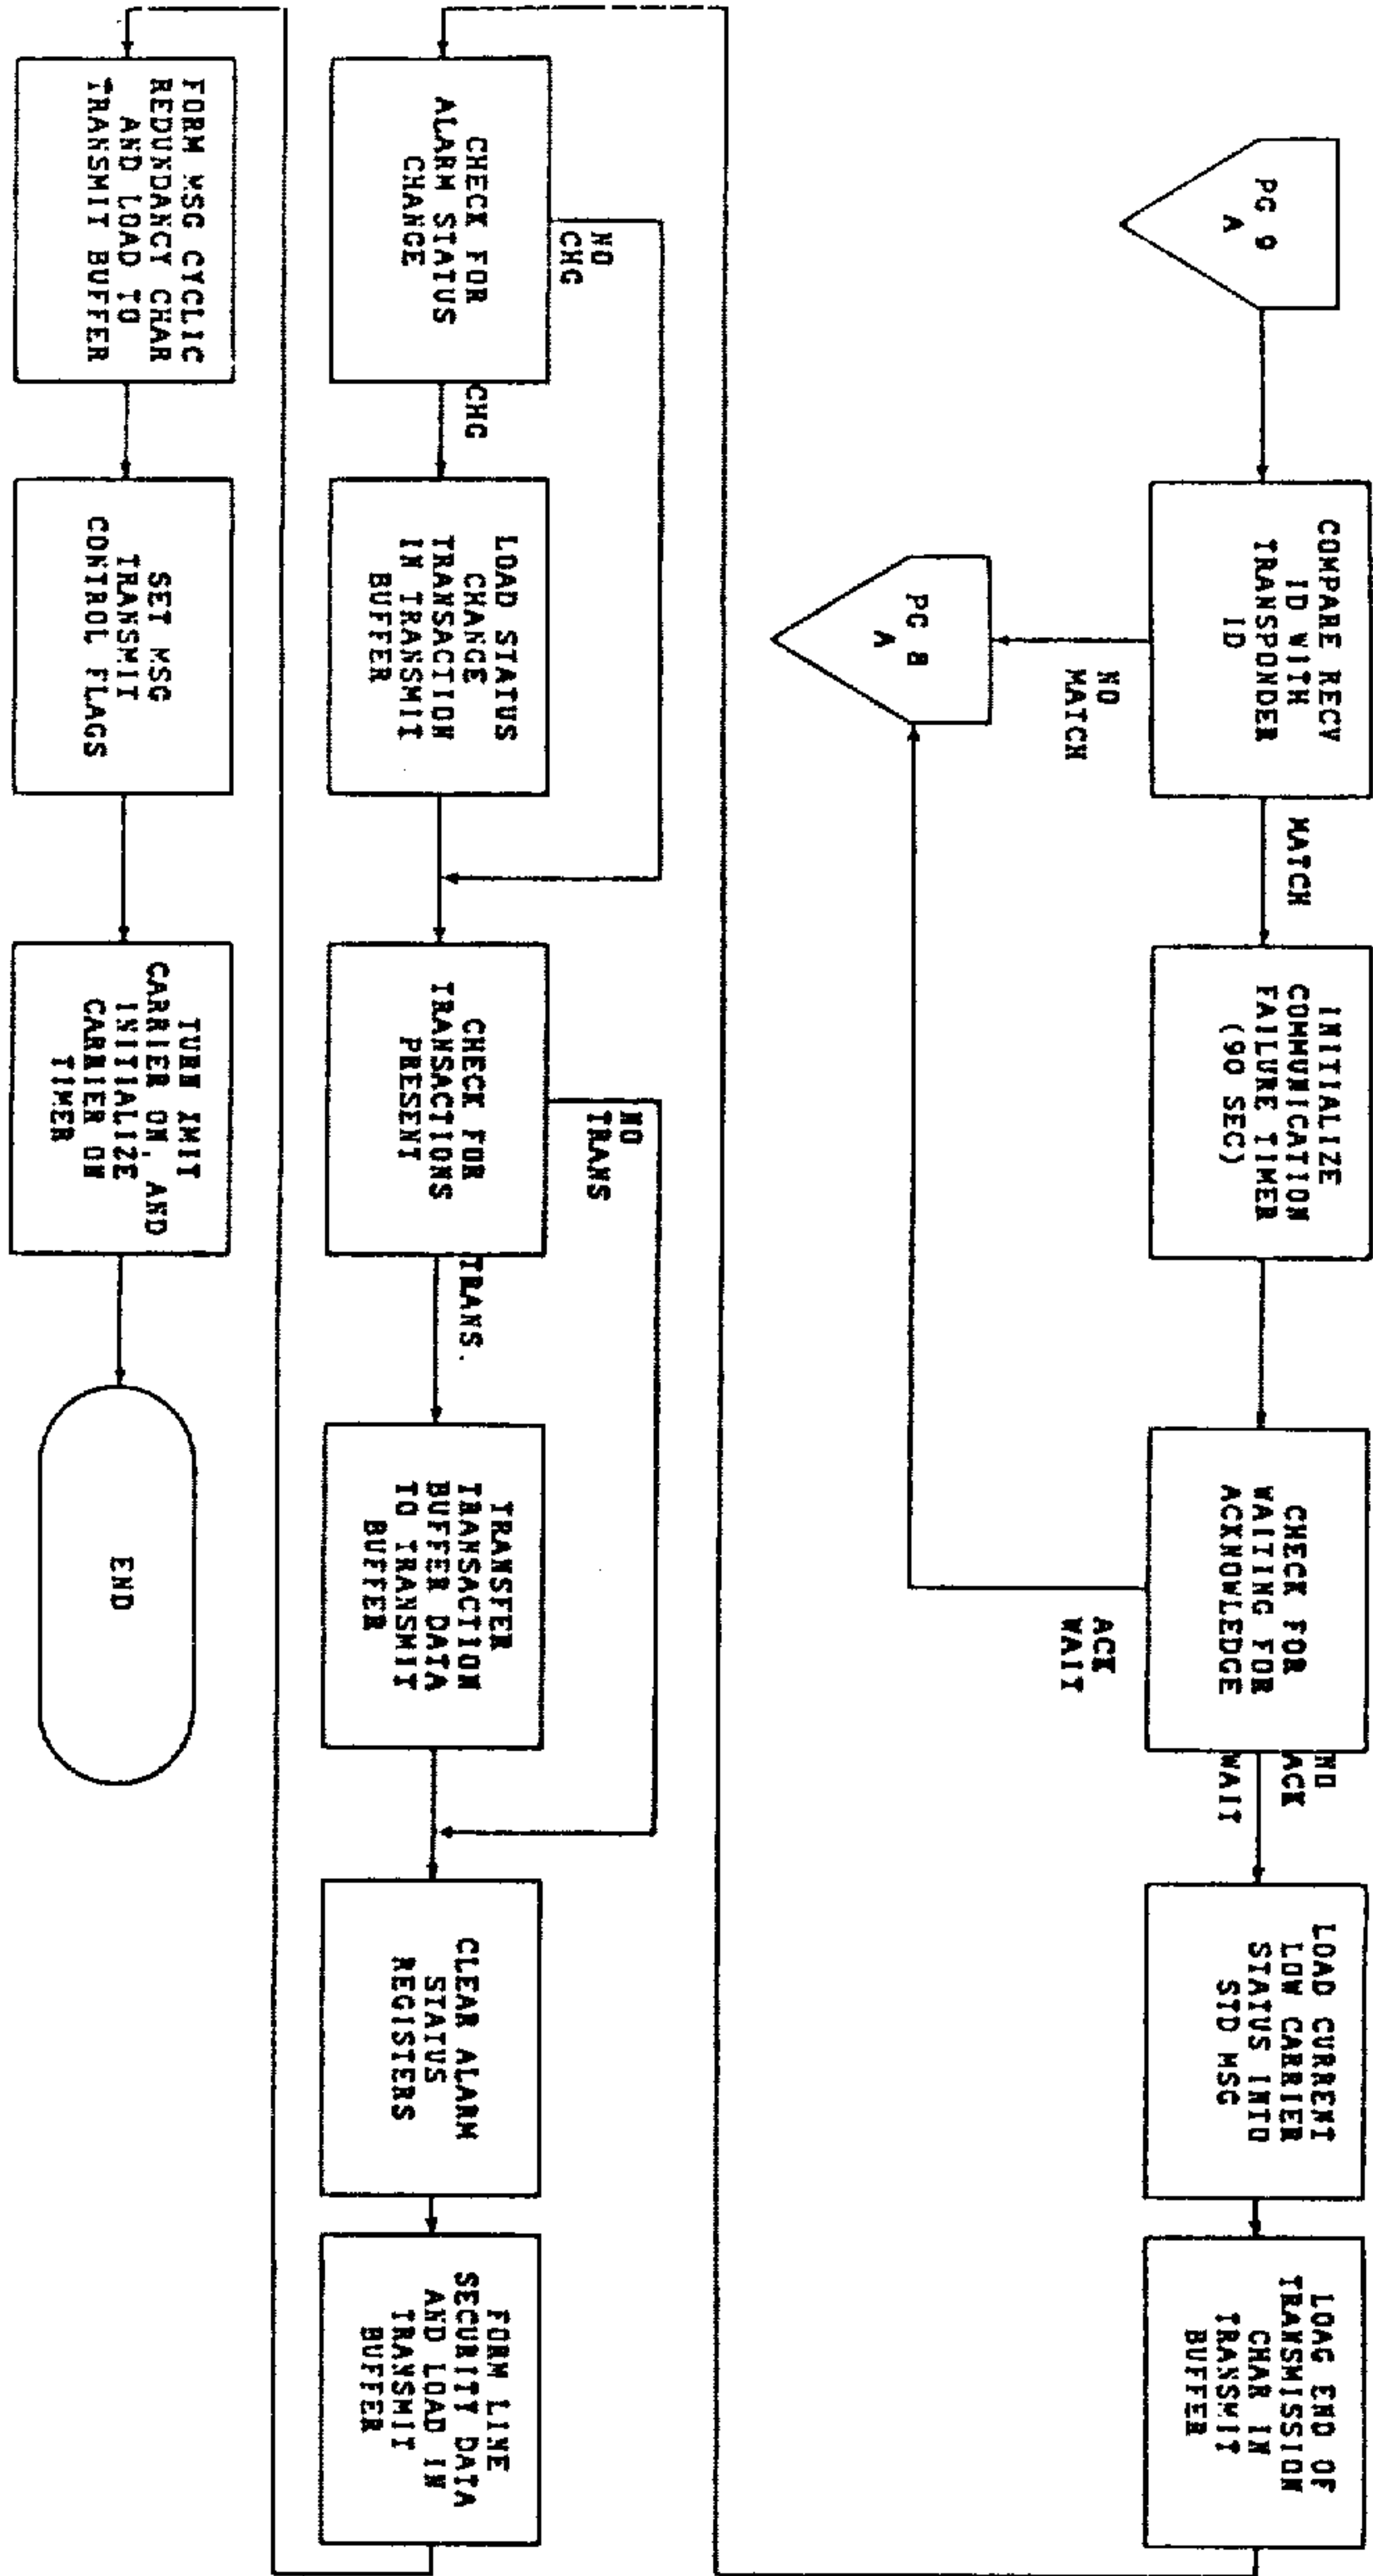 PG 9
A
COMPARE RECV
ID WITH
TRANSPONDER
ID
MATCH
NO
MATCH
PG 8
A
INITIALIZE
COMMUNICATION
FAILURE TIMER
(90 SEC)
CHECK FOR
WAITING FOR
ACKNOWLEDGE
NO
ACK
WAIT
ACK
WAIT
LOAD CURRENT
LOW CARRIER
STATUS INTO
STD MSG
LOAG END OF
TRANSMISSION
CHAR IN
TRANSMIT
BUFFER
CHECK FOR
ALARM STATUS
CHANGE
NO
CHG
CHG
LOAD STATUS
CHANGE
TRANSACTION
IN TRANSMIT
BUFFER
CHECK FOR
TRANSACTIONS
PRESENT
NO
TRANS
TRANS.
TRANSFER
TRANSACTION
BUFFER DATA
TO TRANSMIT
BUFFER
CLEAR ALARM
STATUS
REGISTERS
FORM LINE
SECURITY DATA
AND LOAD IN
TRANSMIT
BUFFER
FORM MSG CYCLIC
REDUNDANCY CHAR
AND LOAD TO
TRANSMIT BUFFER
SET MSG
TRANSMIT
CONTROL FLAGS
TURN XMIT
CARRIER ON, AND
INITIALIZE
CARRIER ON
TIMER
END